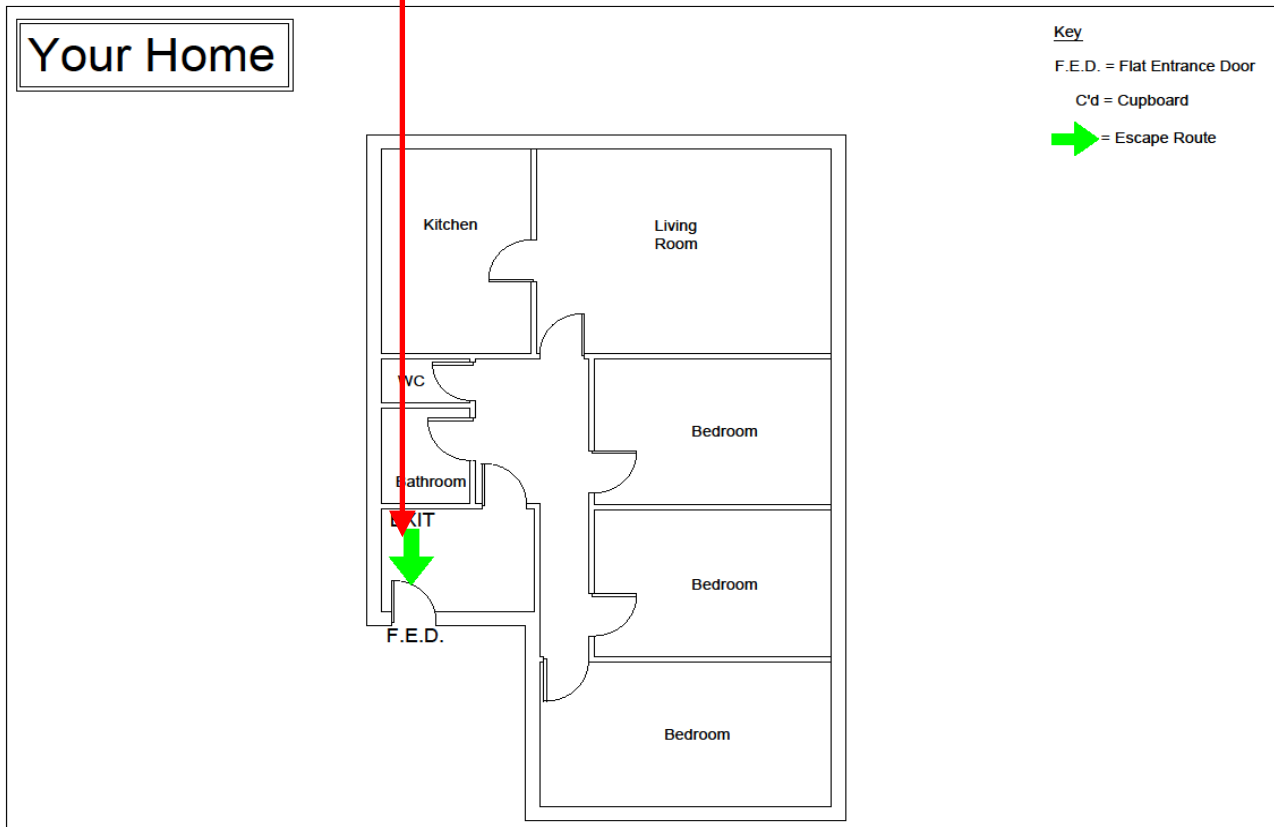 Your Home
Key
F.E.D. = Flat Entrance Door
C'd = Cupboard
= Escape Route
Kitchen
Living
Room
WC
Bedroom
Bathroom
EXIT
Bedroom
F.E.D.
Bedroom